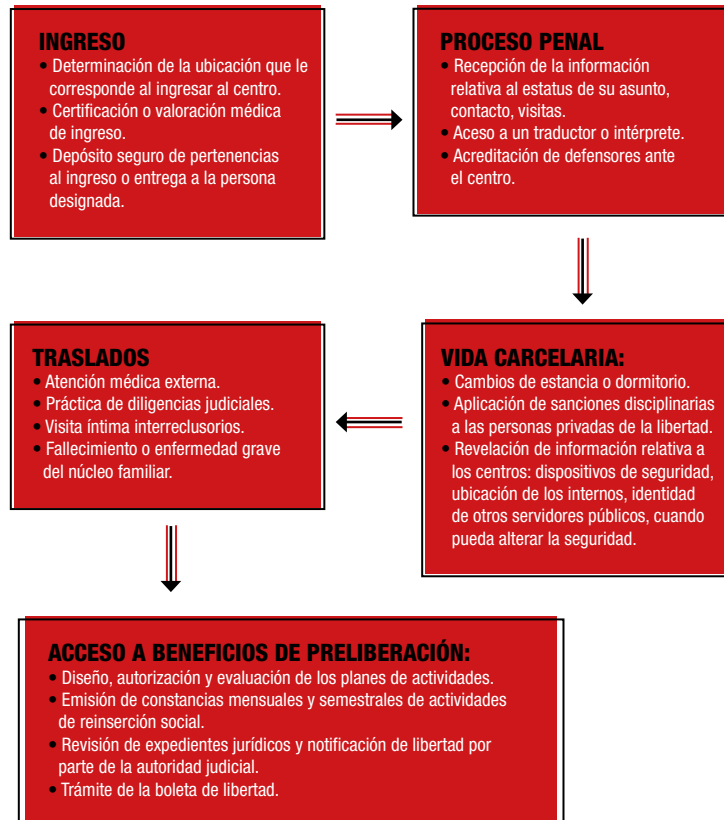 INGRESO
• Determinación de la ubicación que le
corresponde al ingresar al centro.
• Certificación o valoración médica
de ingreso.
• Depósito seguro de pertenencias
al ingreso o entrega a la persona
designada.
PROCESO PENAL
• Recepción de la información
relativa al estatus de su asunto,
contacto, visitas.
• Aceso a un traductor o intérprete.
• Acreditación de defensores ante
el centro.
VIDA CARCELARIA:
• Cambios de estancia o dormitorio.
• Aplicación de sanciones disciplinarias
a las personas privadas de la libertad.
• Revelación de información relativa a
los centros: dispositivos de seguridad,
ubicación de los internos, identidad
de otros servidores públicos, cuando
pueda alterar la seguridad.
TRASLADOS
• Atención médica externa.
• Práctica de diligencias judiciales.
• Visita íntima interreclusorios.
• Fallecimiento o enfermedad grave
del núcleo familiar.
ACCESO A BENEFICIOS DE PRELIBERACIÓN:
• Diseño, autorización y evaluación de los planes de actividades.
• Emisión de constancias mensuales y semestrales de actividades
de reinserción social.
• Revisión de expedientes jurídicos y notificación de libertad por
parte de la autoridad judicial.
• Trámite de la boleta de libertad.